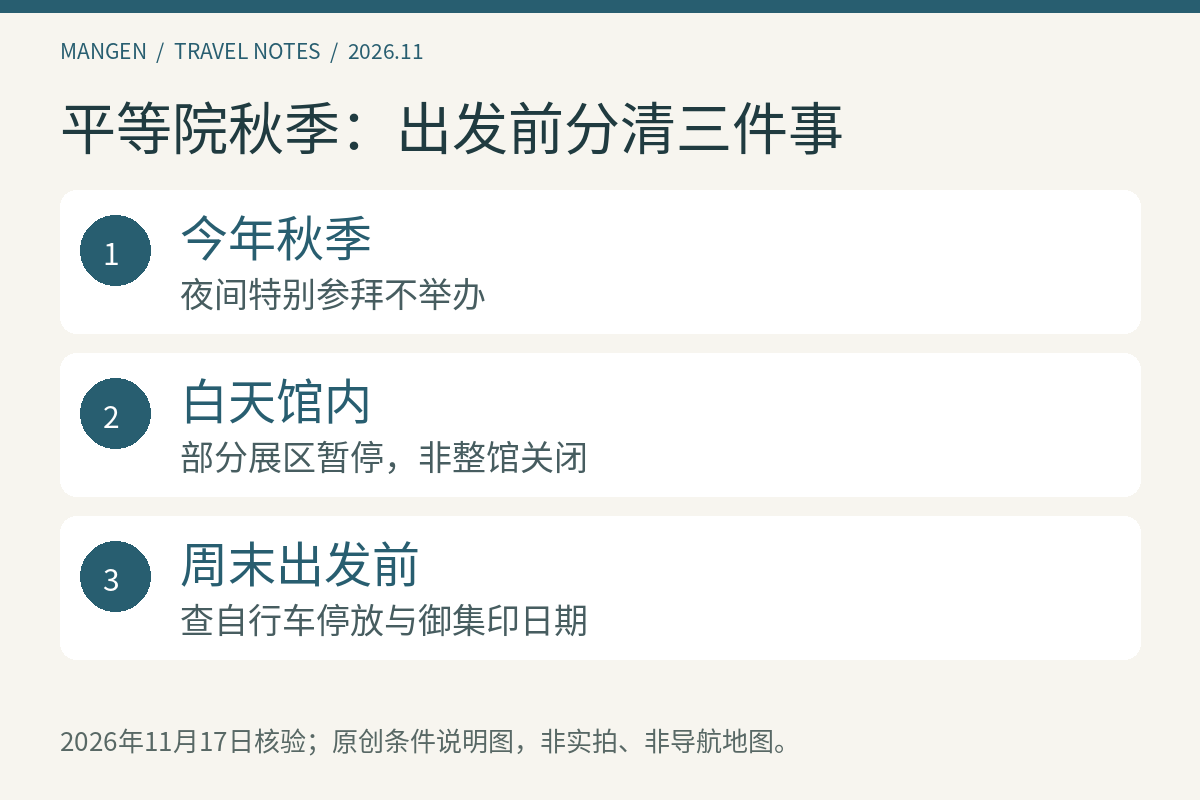 MANGEN / TRAVEL NOTES / 2026.11
平等院秋季：出发前分清三件事
1
今年秋季
夜间特别参拜不举办
2
白天馆内
部分展区暂停，非整馆关闭
3
周末出发前
查自行车停放与御集印日期
2026年11月17日核验；原创条件说明图，非实拍、非导航地图。